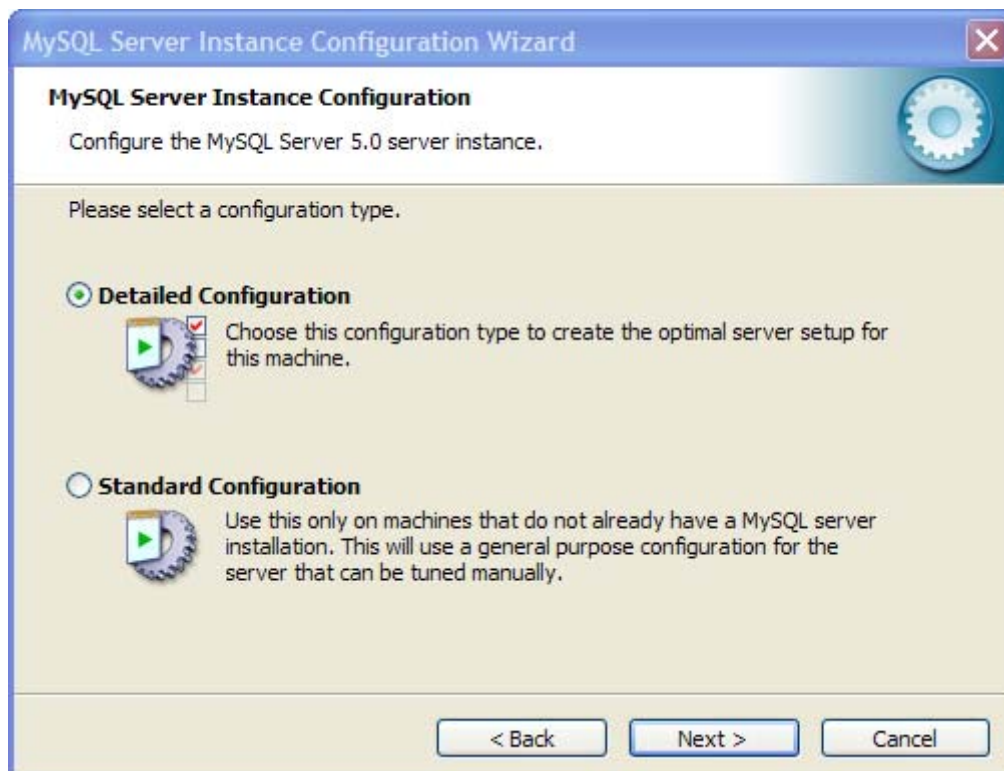 MySQL Server Instance Configuration Wizard
MySQL Server Instance Configuration
Configure the MySQL Server 5.0 server instance.
Please select a configuration type.
Detailed Configuration
Choose this configuration type to create the optimal server setup for
this machine.
Standard Configuration
Use this only on machines that do not already have a MySQL server
installation. This will use a general purpose configuration for the
server that can be tuned manually.
< Back
Next >
Cancel